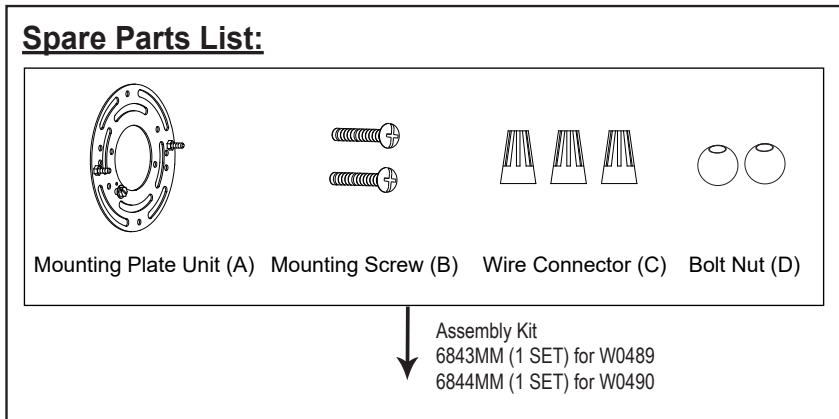 Spare Parts List:
Mounting Plate Unit (A) Mounting Screw (B) Wire Connector (C) Bolt Nut (D)
Assembly Kit
6843MM (1 SET) for W0489
6844MM (1 SET) for W0490